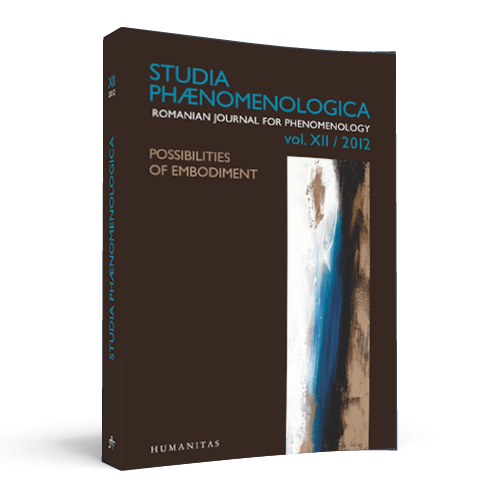 STUDIA
PHÆNOMENOLOGICA
ROMANIAN JOURNAL FOR PHENOMENOLOGY
vol. XII / 2012
POSSIBILITIES
OF EMBODIMENT
HUMANITAS
XII
2012
STUDIA PHÆNOMENOLOGICA